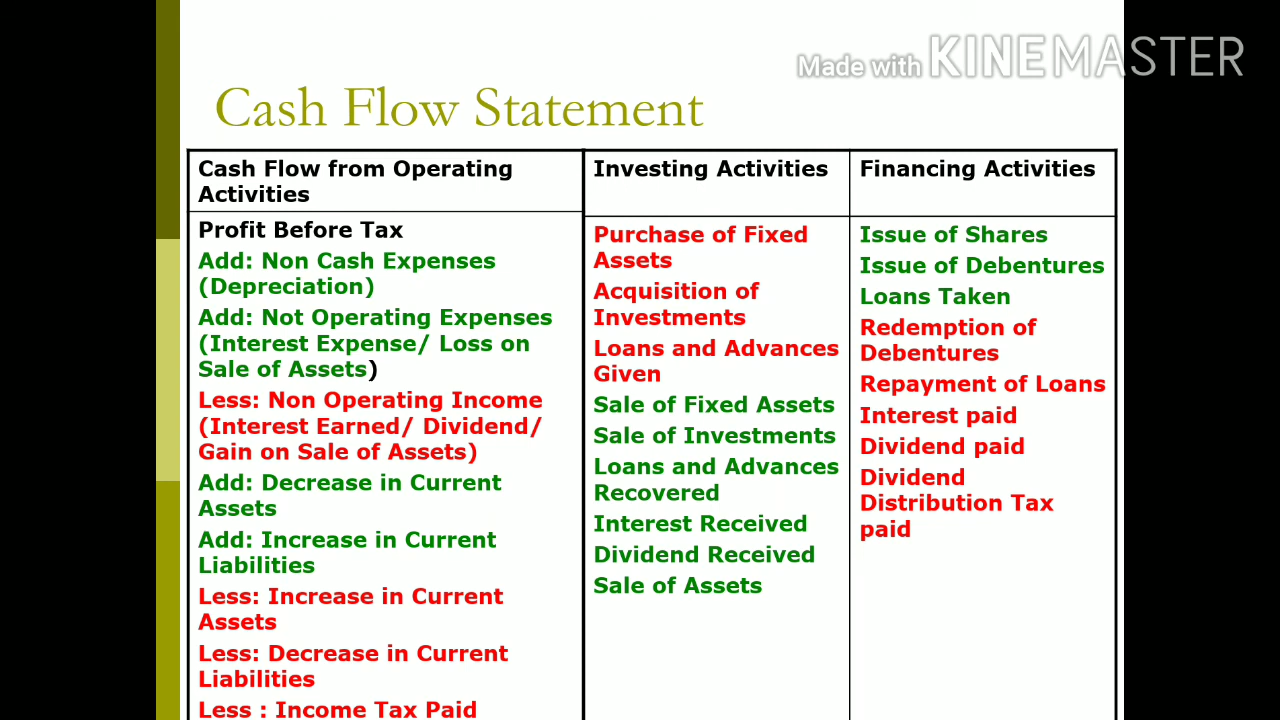 Made with KINEMASTER
Cash Flow Statement
Cash Flow from Operating
Activities
Profit Before Tax
Add: Non Cash Expenses
(Depreciation)
Add: Not Operating Expenses
(Interest Expense/ Loss on
Sale of Assets)
Less: Non Operating Income
(Interest Earned/ Dividend/
Gain on Sale of Assets)
Add: Decrease in Current
Assets
Add: Increase in Current
Liabilities
Less: Increase in Current
Assets
Less: Decrease in Current
Liabilities
Less : Income Tax Paid
Investing Activities
Purchase of Fixed
Assets
Acquisition of
Investments
Loans and Advances
Given
Sale of Fixed Assets
Sale of Investments
Loans and Advances
Recovered
Interest Received
Dividend Received
Sale of Assets
Financing Activities
Issue of Shares
Issue of Debentures
Loans Taken
Redemption of
Debentures
Repayment of Loans
Interest paid
Dividend paid
Dividend
Distribution Tax
paid